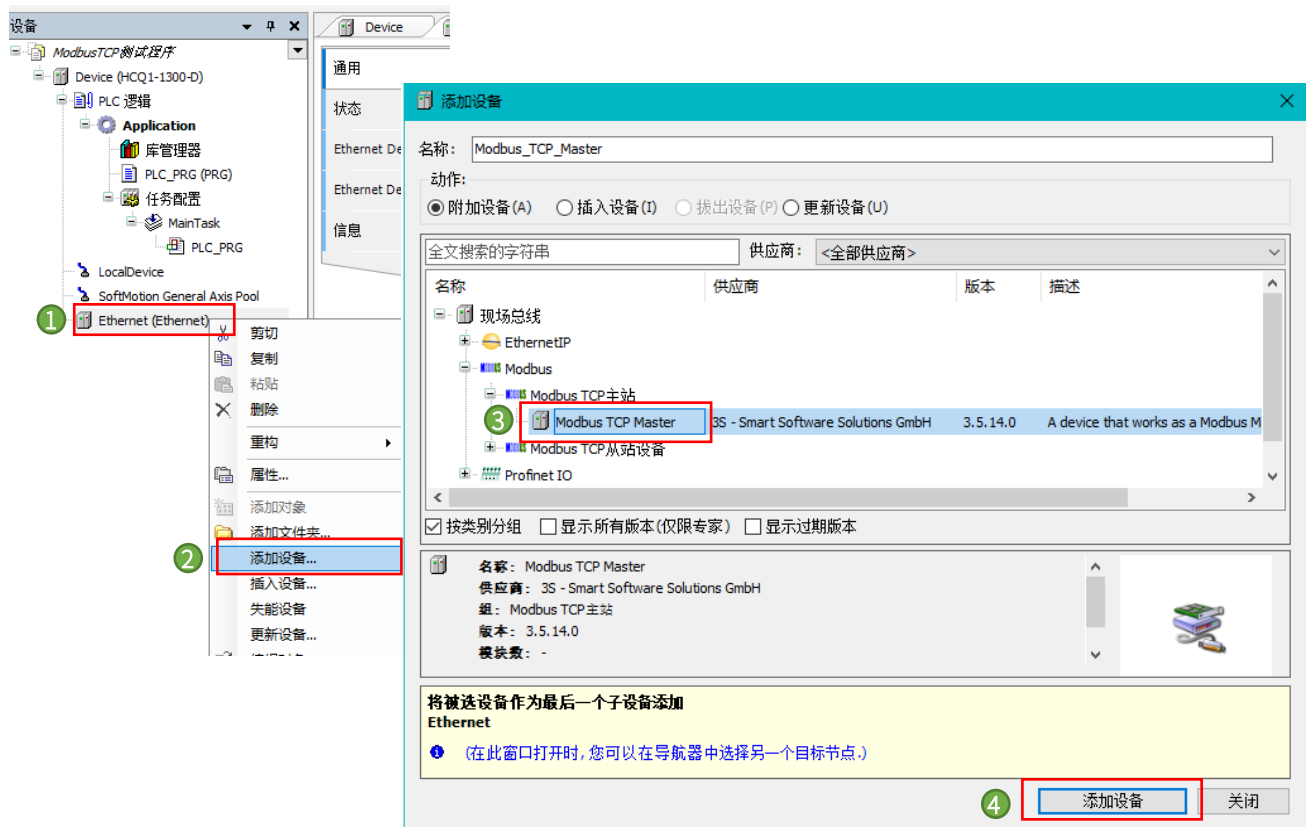 设备
Device
ModbusTCP测试程序
Device (HCQ1-1300-D)
PLC 逻辑
Application
库管理器
PLC_PRG (PRG)
任务配置
MainTask
PLC_PRG
LocalDevice
SoftMotion General Axis Pool
1
Ethernet (Ethernet)
剪切
复制
粘贴
删除
重构
属性...
添加对象
添加文件夹...
2
添加设备...
插入设备...
失能设备
更新设备...
通用
状态
Ethernet De
Ethernet De
信息
添加设备
名称: Modbus_TCP_Master
动作:
附加设备(A) 插入设备(I) 拔出设备(P) 更新设备(U)
全文搜索的字符串 供应商: <全部供应商>
名称 供应商 版本 描述
现场总线
EthernetIP
Modbus
Modbus TCP主站
3
Modbus TCP Master 3S - Smart Software Solutions GmbH 3.5.14.0 A device that works as a Modbus M
Modbus TCP从站设备
Profinet IO
按类别分组 显示所有版本(仅限专家) 显示过期版本
名称: Modbus TCP Master
供应商: 3S - Smart Software Solutions GmbH
组: Modbus TCP主站
版本: 3.5.14.0
模块数: -
将被选设备作为最后一个子设备添加
Ethernet
(在此窗口打开时,您可以在导航器中选择另一个目标节点.)
4
添加设备 关闭